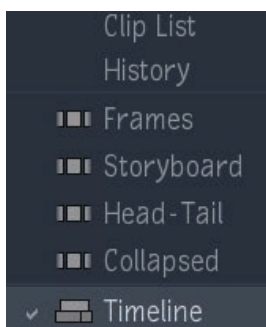 Clip List
History
Frames
Storyboard
Head-Tail
Collapsed
Timeline